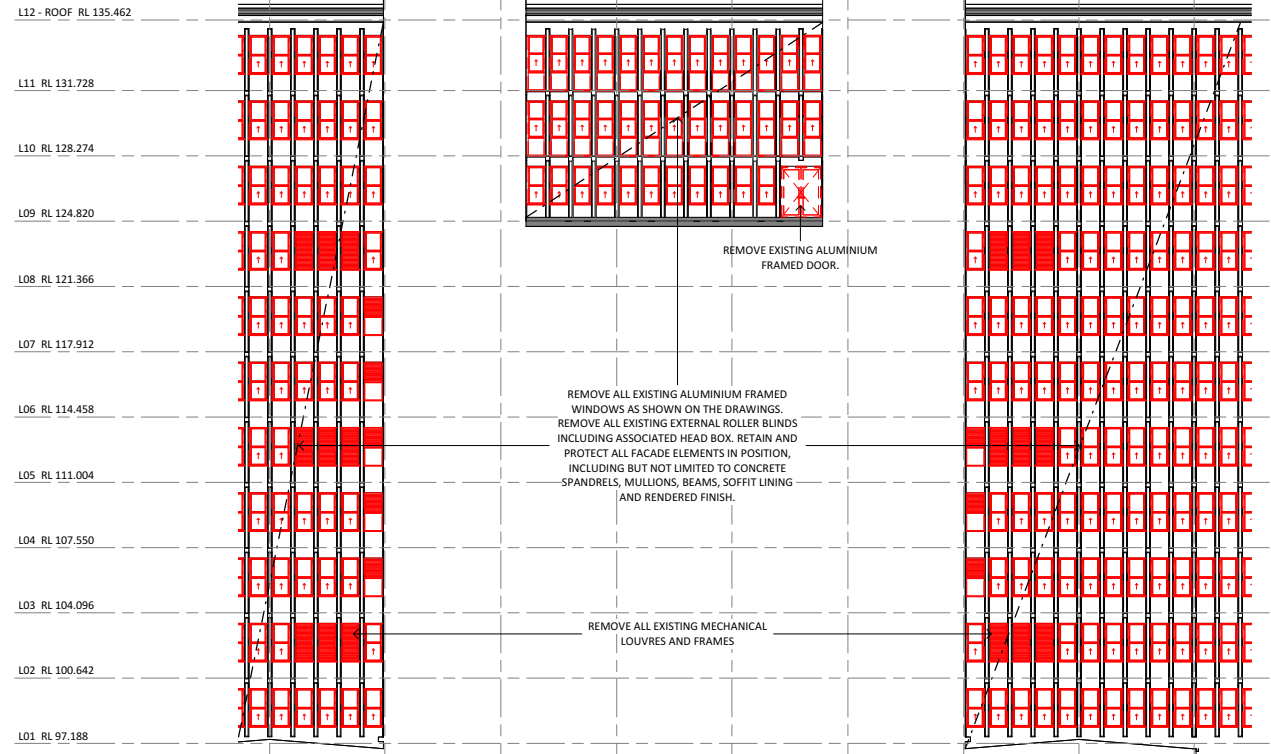 L12 - ROOF RL 135.462
L11 RL 131.728
L10 RL 128.274
L09 RL 124.820
REMOVE EXISTING ALUMINIUM
FRAMED DOOR.
L08 RL 121.366
L07 RL 117.912
REMOVE ALL EXISTING ALUMINIUM FRAMED
WINDOWS AS SHOWN ON THE DRAWINGS.
REMOVE ALL EXISTING EXTERNAL ROLLER BLINDS
INCLUDING ASSOCIATED HEAD BOX. RETAIN AND
PROTECT ALL FACADE ELEMENTS IN POSITION,
INCLUDING BUT NOT LIMITED TO CONCRETE
SPANDRELS, MULLIONS, BEAMS, SOFFIT LINING
AND RENDERED FINISH.
L06 RL 114.458
L05 RL 111.004
L04 RL 107.550
L03 RL 104.096
REMOVE ALL EXISTING MECHANICAL
LOUVRES AND FRAMES
L02 RL 100.642
L01 RL 97.188